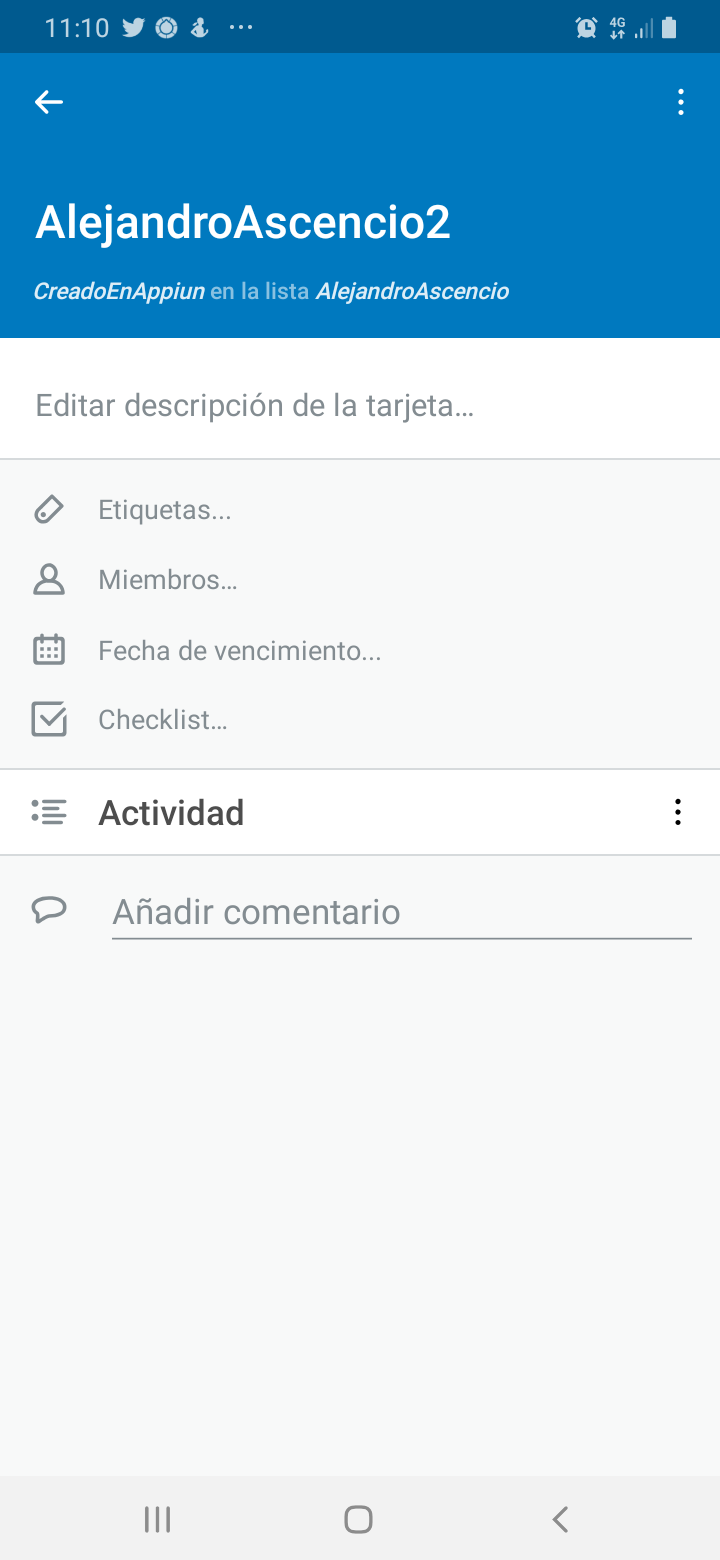 11:10
4G
AlejandroAscencio2
CreadoEnAppiun en la lista AlejandroAscencio
Editar descripción de la tarjeta...
Etiquetas...
Miembros...
Fecha de vencimiento...
Checklist...
Actividad
Añadir comentario